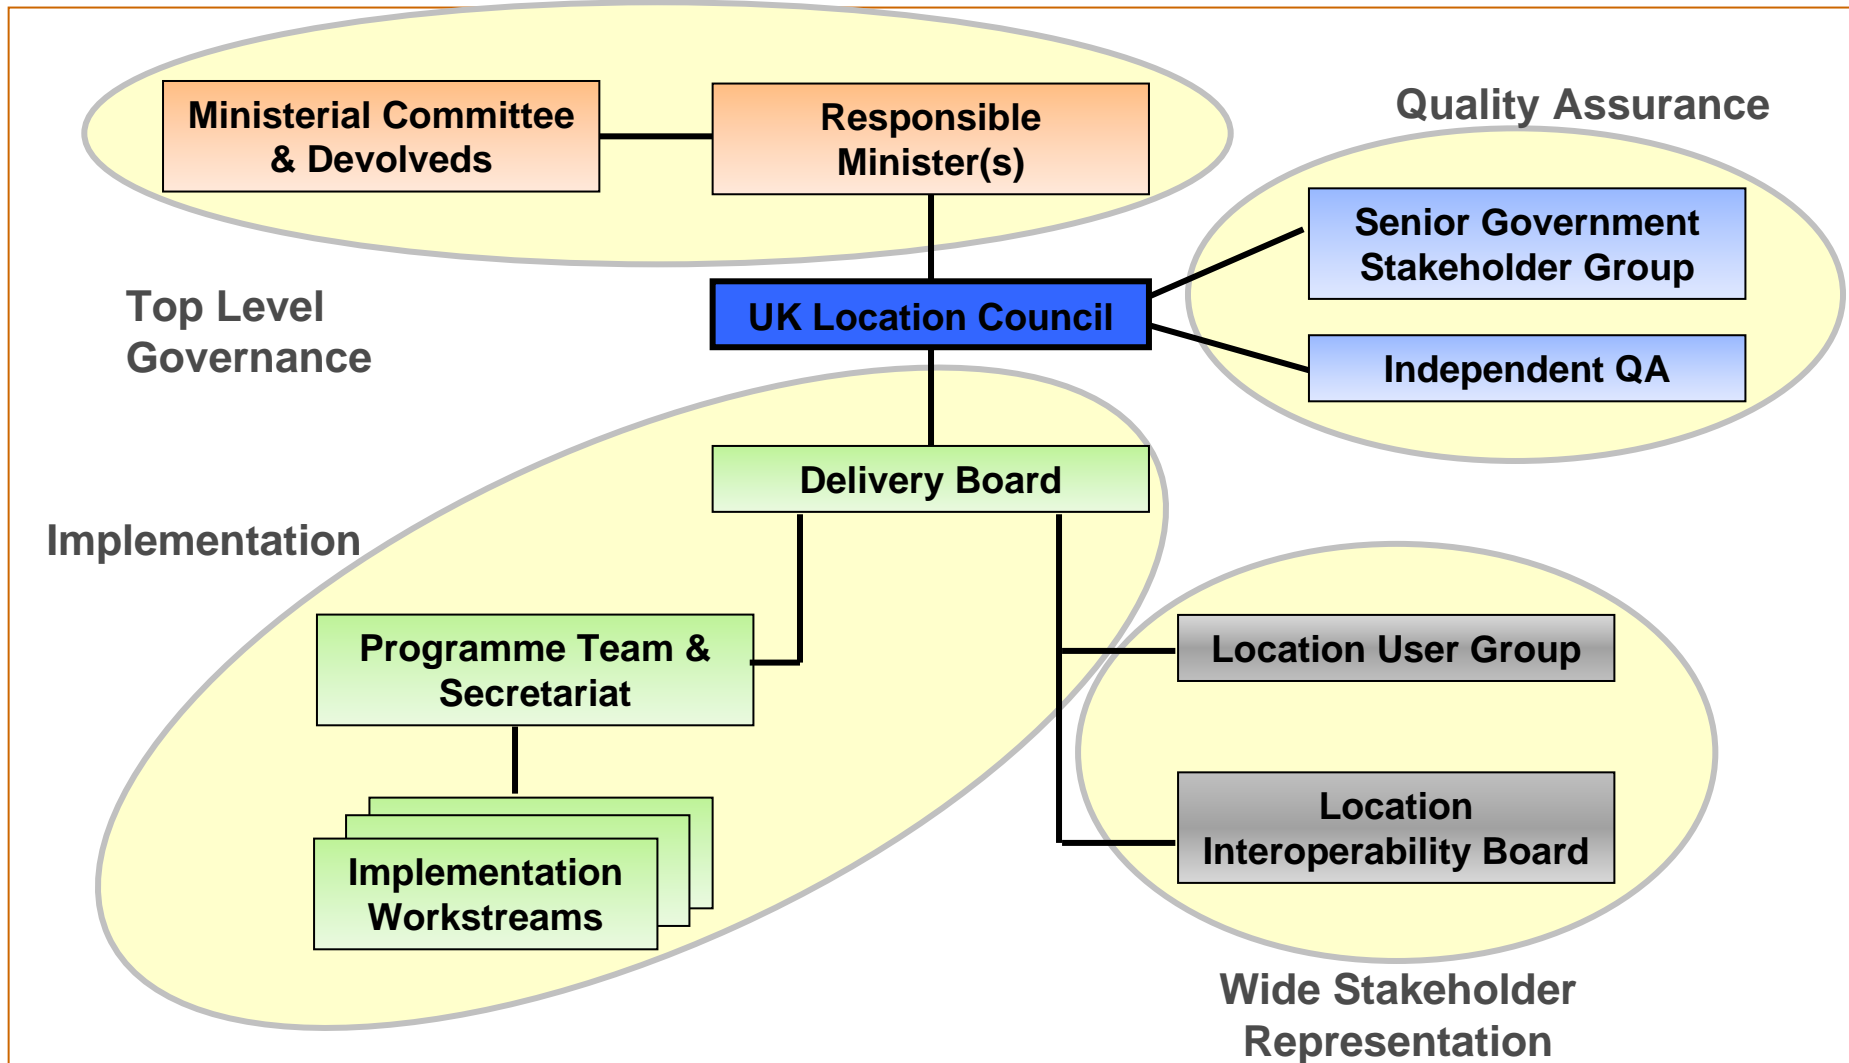 Ministerial Committee
& Devolveds
Responsible
Minister(s)
Quality Assurance
Senior Government
Stakeholder Group
Top Level
Governance
UK Location Council
Independent QA
Delivery Board
Implementation
Programme Team &
Secretariat
Location User Group
Location
Interoperability Board
Implementation
Workstreams
Wide Stakeholder
Representation